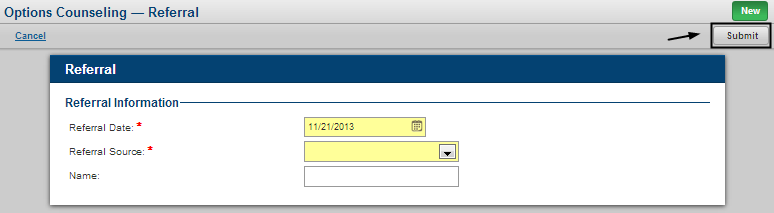 Options Counseling — Referral New
Cancel Submit
Referral
Referral Information
Referral Date: * 11/21/2013
Referral Source: *
Name: